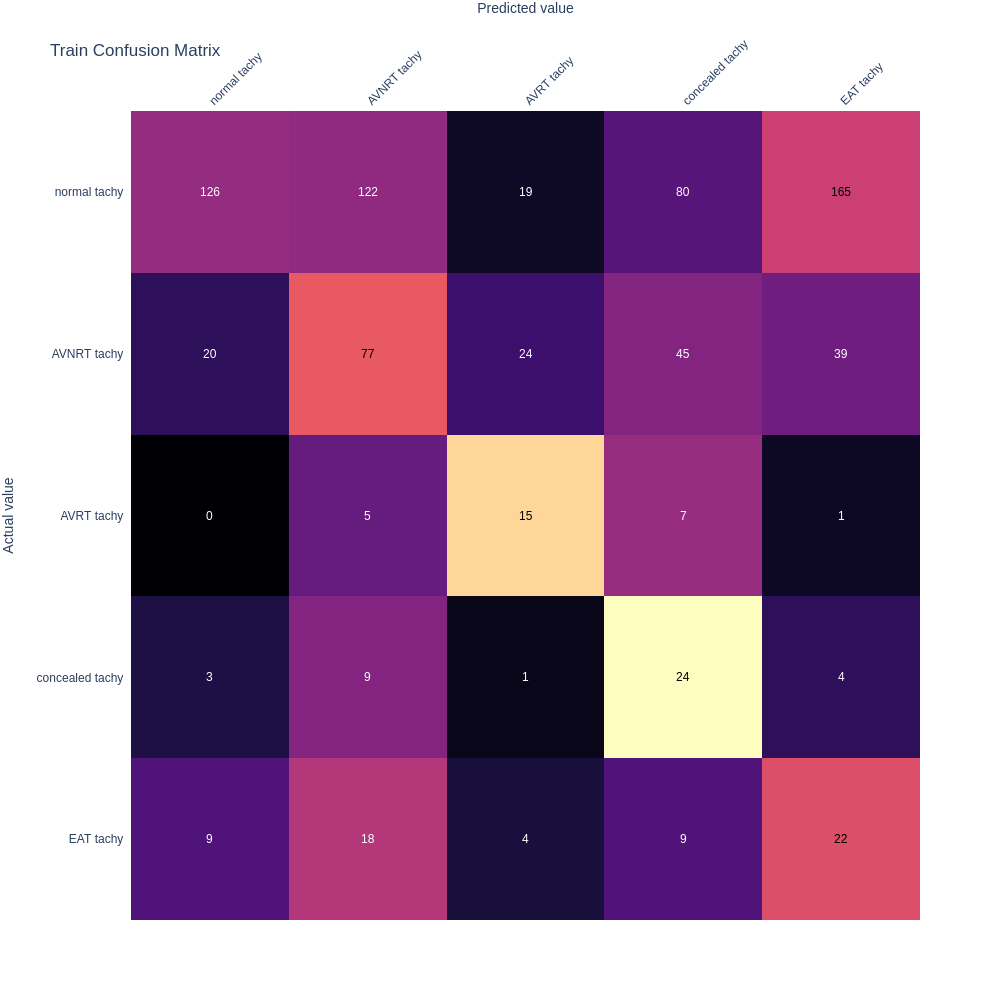 Predicted value
Train Confusion Matrix
normal tachy
AVNRT tachy
AVRT tachy
concealed tachy
EAT tachy
normal tachy 126 122 19 80 165
AVNRT tachy 20 77 24 45 39
AVRT tachy 0 5 15 7 1
concealed tachy 3 9 1 24 4
EAT tachy 9 18 4 9 22
Actual value